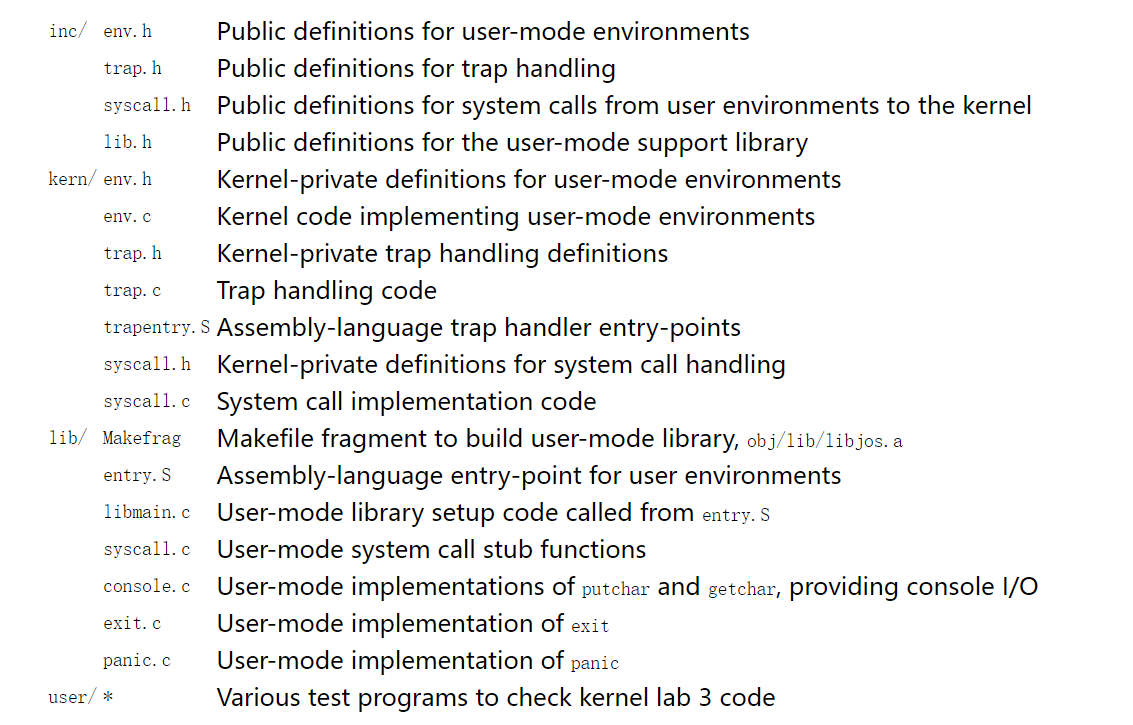 inc/ env.h Public definitions for user-mode environments
trap.h Public definitions for trap handling
syscall.h Public definitions for system calls from user environments to the kernel
lib.h Public definitions for the user-mode support library
kern/ env.h Kernel-private definitions for user-mode environments
env.c Kernel code implementing user-mode environments
trap.h Kernel-private trap handling definitions
trap.c Trap handling code
trapentry.S Assembly-language trap handler entry-points
syscall.h Kernel-private definitions for system call handling
syscall.c System call implementation code
lib/ Makefrag Makefile fragment to build user-mode library, obj/lib/libjos.a
entry.S Assembly-language entry-point for user environments
libmain.c User-mode library setup code called from entry.S
syscall.c User-mode system call stub functions
console.c User-mode implementations of putchar and getchar, providing console I/O
exit.c User-mode implementation of exit
panic.c User-mode implementation of panic
user/ * Various test programs to check kernel lab 3 code